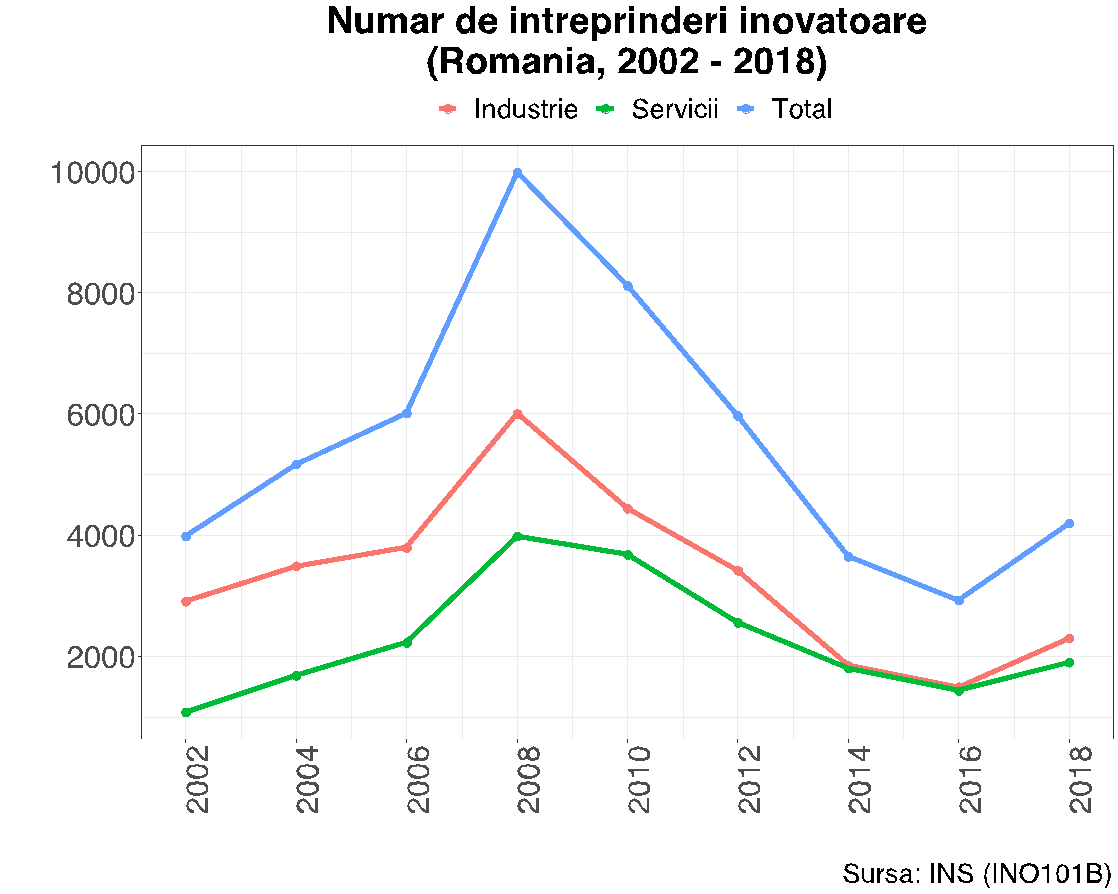 Numar de intreprinderi inovatoare
(Romania, 2002 - 2018)
Industrie Servicii Total
10000
8000
6000
4000
2000
2002 2004 2006 2008 2010 2012 2014 2016 2018
Sursa: INS (INO101B)